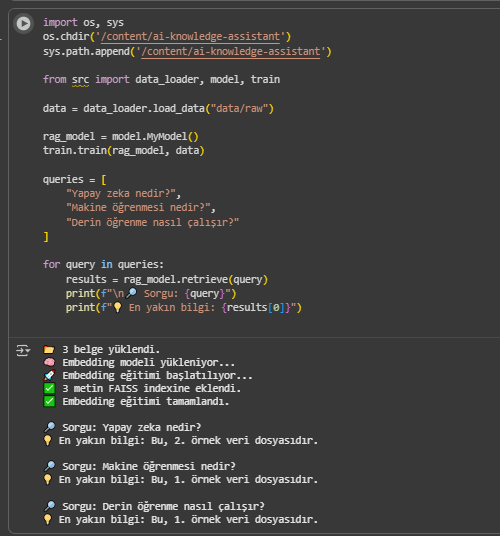 import os, sys
os.chdir('/content/ai-knowledge-assistant')
sys.path.append('/content/ai-knowledge-assistant')
from src import data_loader, model, train
data = data_loader.load_data("data/raw")
rag_model = model.MyModel()
train.train(rag_model, data)
queries = [
    "Yapay zeka nedir?",
    "Makine öğrenmesi nedir?",
    "Derin öğrenme nasıl çalışır?"
]
for query in queries:
    results = rag_model.retrieve(query)
    print(f"\n🔎 Sorgu: {query}")
    print(f"💡 En yakın bilgi: {results[0]}")
📂 3 belge yüklendi.
🧠 Embedding modeli yükleniyor...
🚀 Embedding eğitimi başlatılıyor...
✅ 3 metin FAISS indexine eklendi.
✅ Embedding eğitimi tamamlandı.
🔎 Sorgu: Yapay zeka nedir?
💡 En yakın bilgi: Bu, 2. örnek veri dosyasıdır.
🔎 Sorgu: Makine öğrenmesi nedir?
💡 En yakın bilgi: Bu, 1. örnek veri dosyasıdır.
🔎 Sorgu: Derin öğrenme nasıl çalışır?
💡 En yakın bilgi: Bu, 1. örnek veri dosyasıdır.